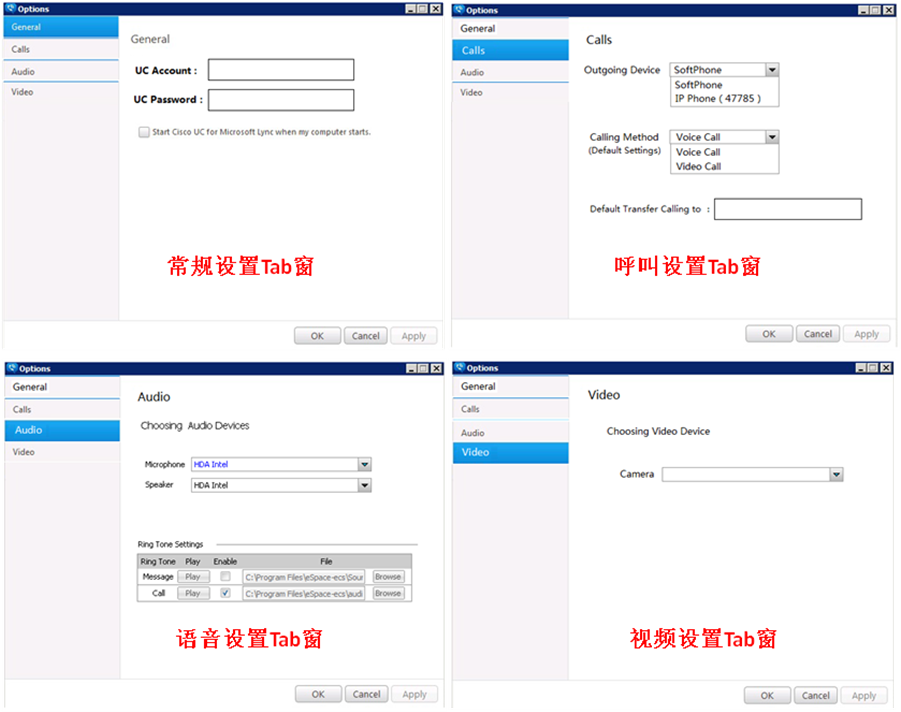 Options
General
Calls
Audio
Video
General
UC Account :
UC Password :
Start Cisco UC for Microsoft Lync when my computer starts.
常规设置Tab窗
OK Cancel Apply
Options
General
Calls
Audio
Video
Calls
Outgoing Device SoftPhone
SoftPhone
IP Phone ( 47785 )
Calling Method Voice Call
(Default Settings) Voice Call
Video Call
Default Transfer Calling to :
呼叫设置Tab窗
OK Cancel Apply
Options
General
Calls
Audio
Video
Audio
Choosing Audio Devices
Microphone HDA Intel
Speaker HDA Intel
Ring Tone Settings
Ring Tone Play Enable File
Message Play C:\Program Files\eSpace-ecs\Soun Browse
Call Play C:\Program Files\eSpace-ecs\audi Browse
语音设置Tab窗
OK Cancel Apply
Options
General
Calls
Audio
Video
Video
Choosing Video Device
Camera
视频设置Tab窗
OK Cancel Apply